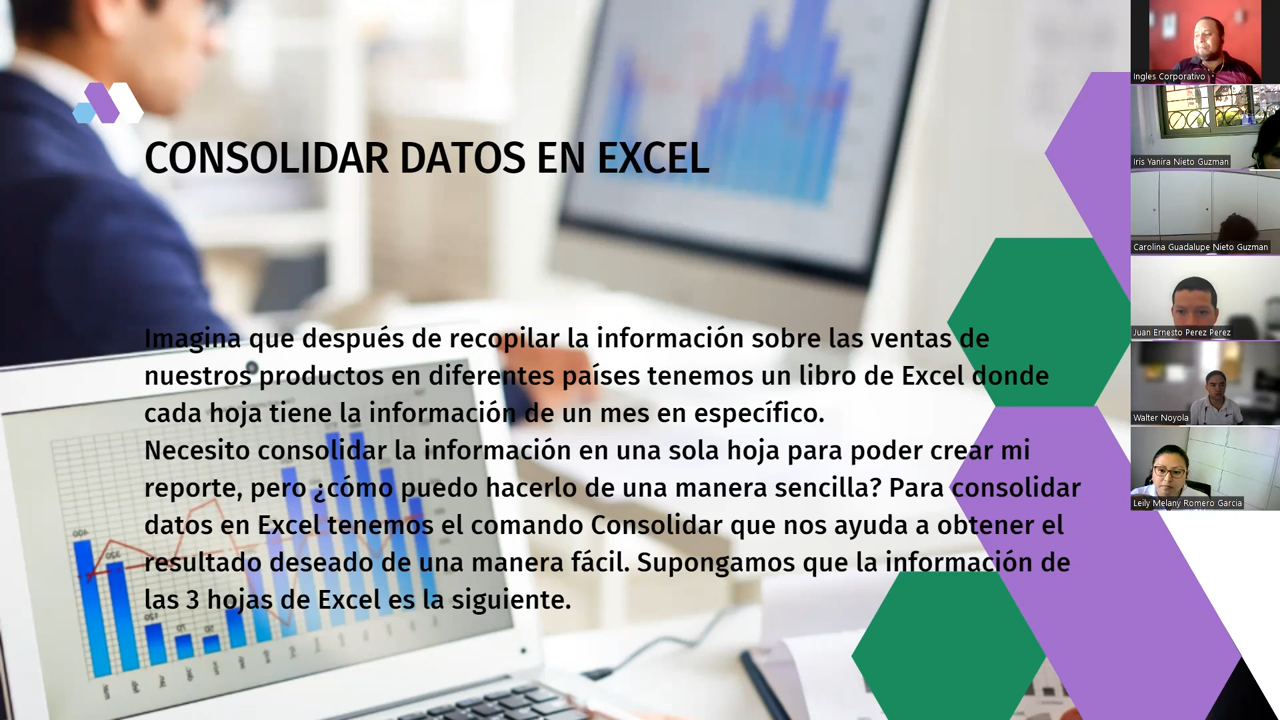 CONSOLIDAR DATOS EN EXCEL
Imagina que después de recopilar la información sobre las ventas de
nuestros productos en diferentes países tenemos un libro de Excel donde
cada hoja tiene la información de un mes en específico.
Necesito consolidar la información en una sola hoja para poder crear mi
reporte, pero ¿cómo puedo hacerlo de una manera sencilla? Para consolidar
datos en Excel tenemos el comando Consolidar que nos ayuda a obtener el
resultado deseado de una manera fácil. Supongamos que la información de
las 3 hojas de Excel es la siguiente.
Ingles Corporativo
Iris Yanira Nieto Guzman
Carolina Guadalupe Nieto Guzman
Juan Ernesto Perez Perez
Walter Noyola
Leily Melany Romero Garcia